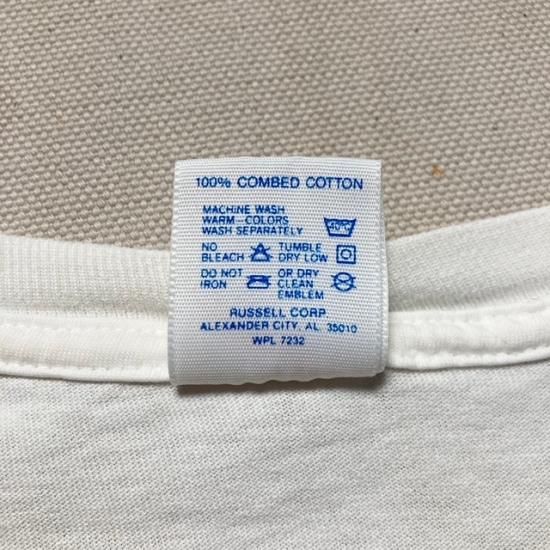 100% COMBED COTTON
MACHINE WASH
WARM-COLORS
WASH SEPARATELY
40°C
NO
BLEACH
TUMBLE
DRY LOW
DO NOT
IRON
OR DRY
CLEAN
EMBLEM
RUSSELL CORP.
ALEXANDER CITY, AL 35010
WPL 7232